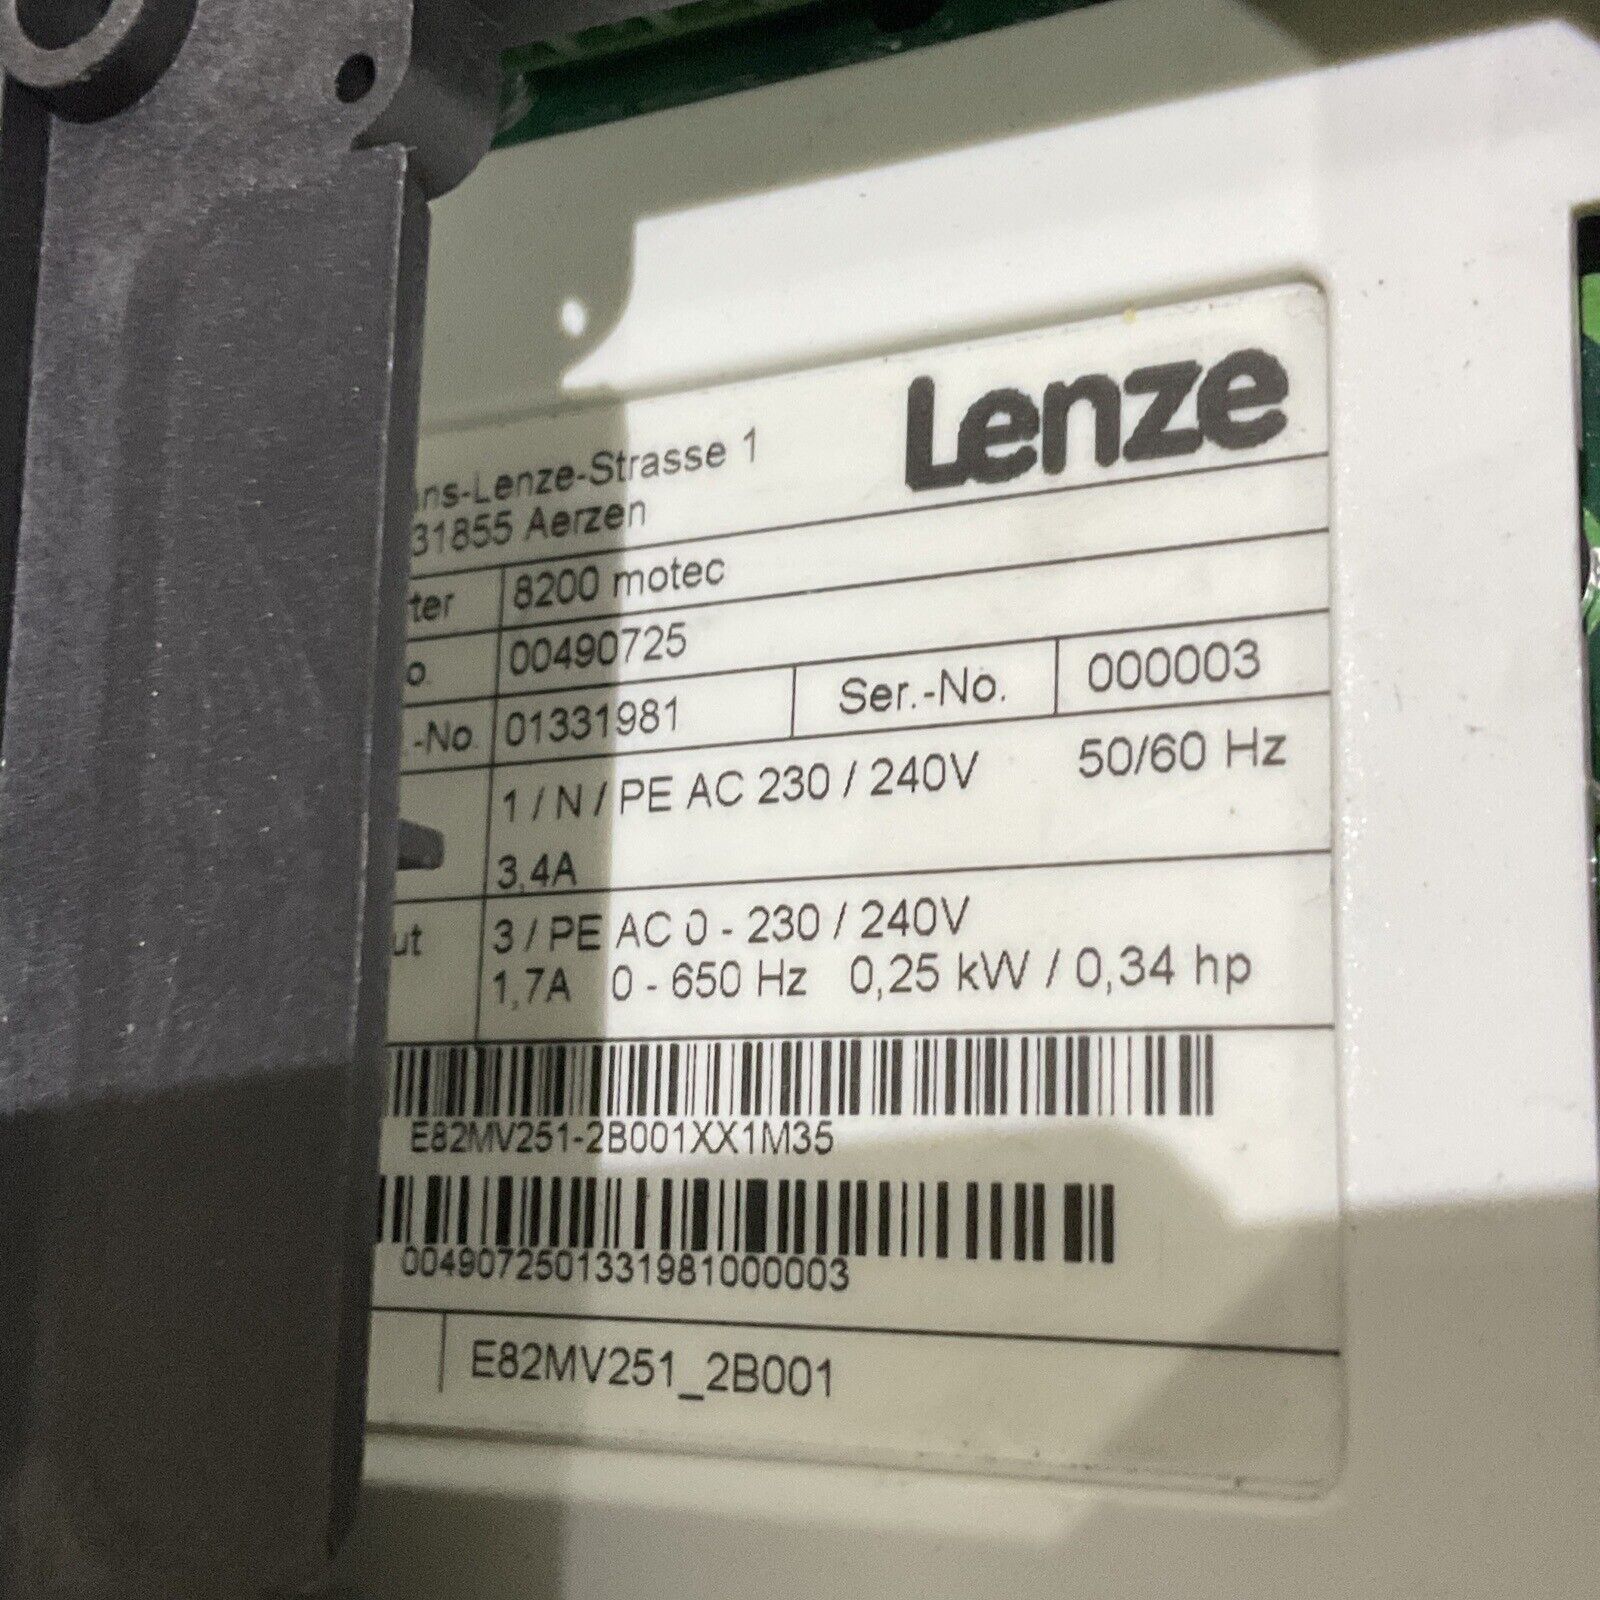 Lenze
ns-Lenze-Strasse 1
31855 Aerzen
ter 8200 motec
o. 00490725
-No. 01331981 Ser.-No. 000003
1 / N / PE AC 230 / 240V 50/60 Hz
3,4A
ut 3 / PE AC 0 - 230 / 240V
1,7A 0 - 650 Hz 0,25 kW / 0,34 hp
E82MV251-2B001XX1M35
0049072501331981000003
E82MV251_2B001